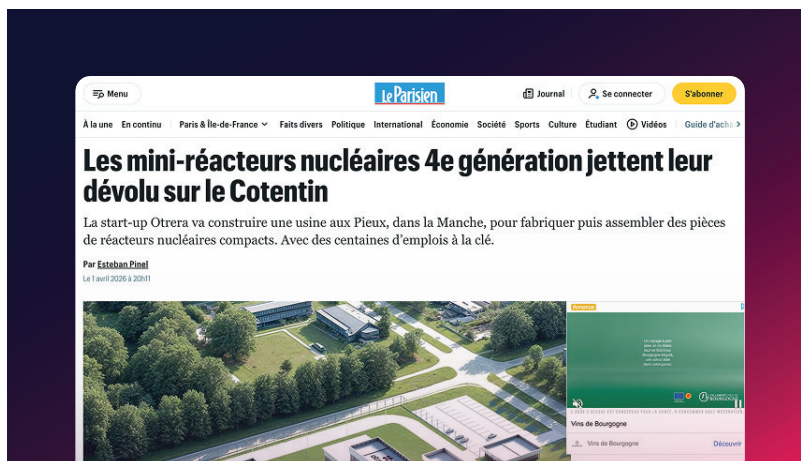 Menu
Le Parisien
Journal
Se connecter
S'abonner
À la une En continu Paris & Île-de-France Faits divers Politique International Économie Société Sports Culture Étudiant Vidéos Guide d'acha
Les mini-réacteurs nucléaires 4e génération jettent leur
dévolu sur le Cotentin
La start-up Otrera va construire une usine aux Pieux, dans la Manche, pour fabriquer puis assembler des pièces
de réacteurs nucléaires compacts. Avec des centaines d'emplois à la clé.
Par Esteban Pinel
Le 1 avril 2026 à 20h11
Annonce
Vins de Bourgogne
Vins de Bourgogne
Découvrir